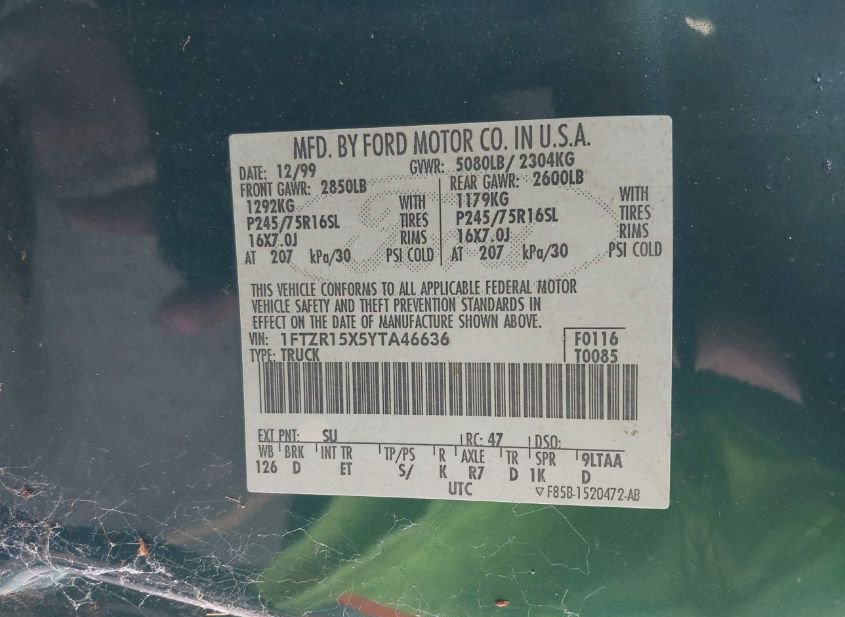 MFD. BY FORD MOTOR CO. IN U.S.A.
DATE: 12/99 GVWR: 5080LB/ 2304KG
FRONT GAWR: 2850LB REAR GAWR: 2600LB
1292KG WITH 1179KG WITH
P245/75R16SL TIRES P245/75R16SL TIRES
16X7.0J RIMS 16X7.0J RIMS
AT 207 kPa/30 PSI COLD AT 207 kPa/30 PSI COLD
THIS VEHICLE CONFORMS TO ALL APPLICABLE FEDERAL MOTOR
VEHICLE SAFETY AND THEFT PREVENTION STANDARDS IN
EFFECT ON THE DATE OF MANUFACTURE SHOWN ABOVE.
VIN: 1FTZR15X5YTA46636 F0116
TYPE: TRUCK T0085
EXT PNT: SU RC: 47 DSO:
WB BRK INT TR TP/PS R AXLE TR SPR 9LTAA
126 D ET S/ K R7 D 1K D
UTC ▽F85B-1520472-AB